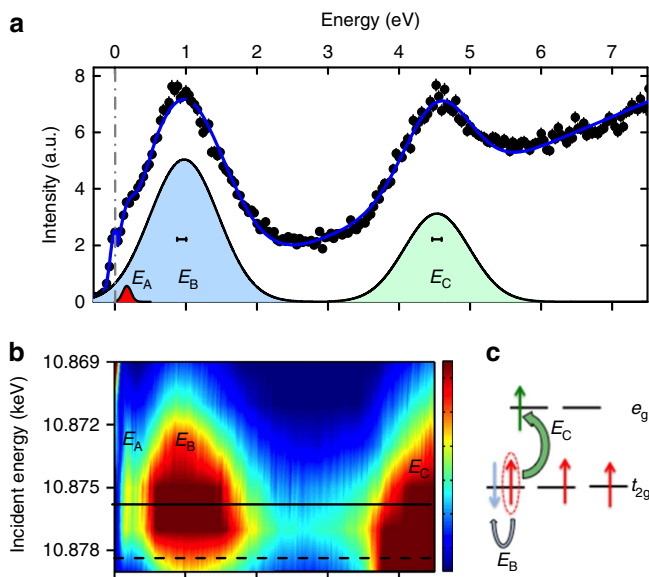 a
Energy (eV)
0 1 2 3 4 5 6 7
Intensity (a.u.)
8
6
4
2
0
E_A
E_B
E_C
b
Incident energy (keV)
10.869
10.872
10.875
10.878
E_A
E_B
E_C
c
e_g
E_C
t_2g
E_B